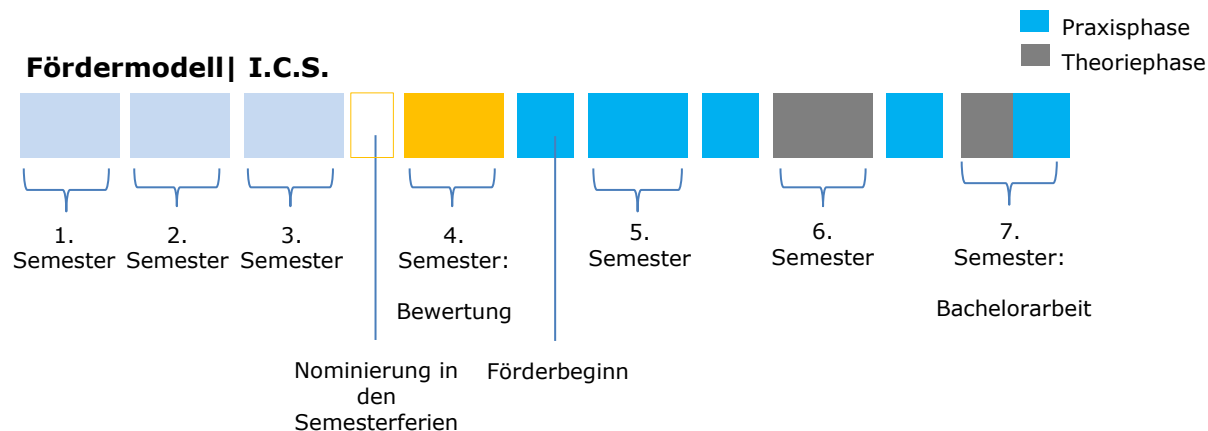 Praxisphase
Theoriephase
Fördermodell| I.C.S.
1.
Semester
2.
Semester
3.
Semester
4.
Semester:
Bewertung
5.
Semester
6.
Semester
7.
Semester:
Bachelorarbeit
Nominierung in
den
Semesterferien
Förderbeginn